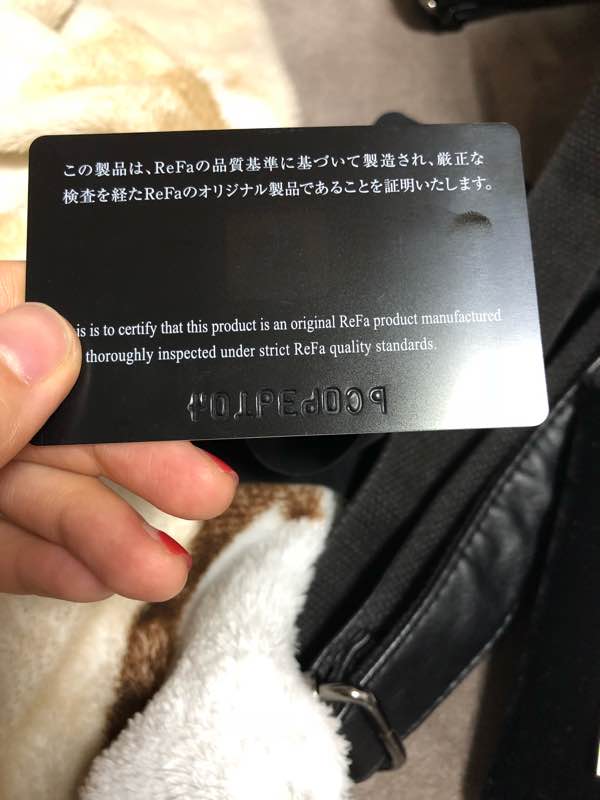 この製品は、ReFaの品質基準に基づいて製造され、厳正な
検査を経たReFaのオリジナル製品であることを証明いたします。
is is to certify that this product is an original ReFa product manufactured
thoroughly inspected under strict ReFa quality standards.